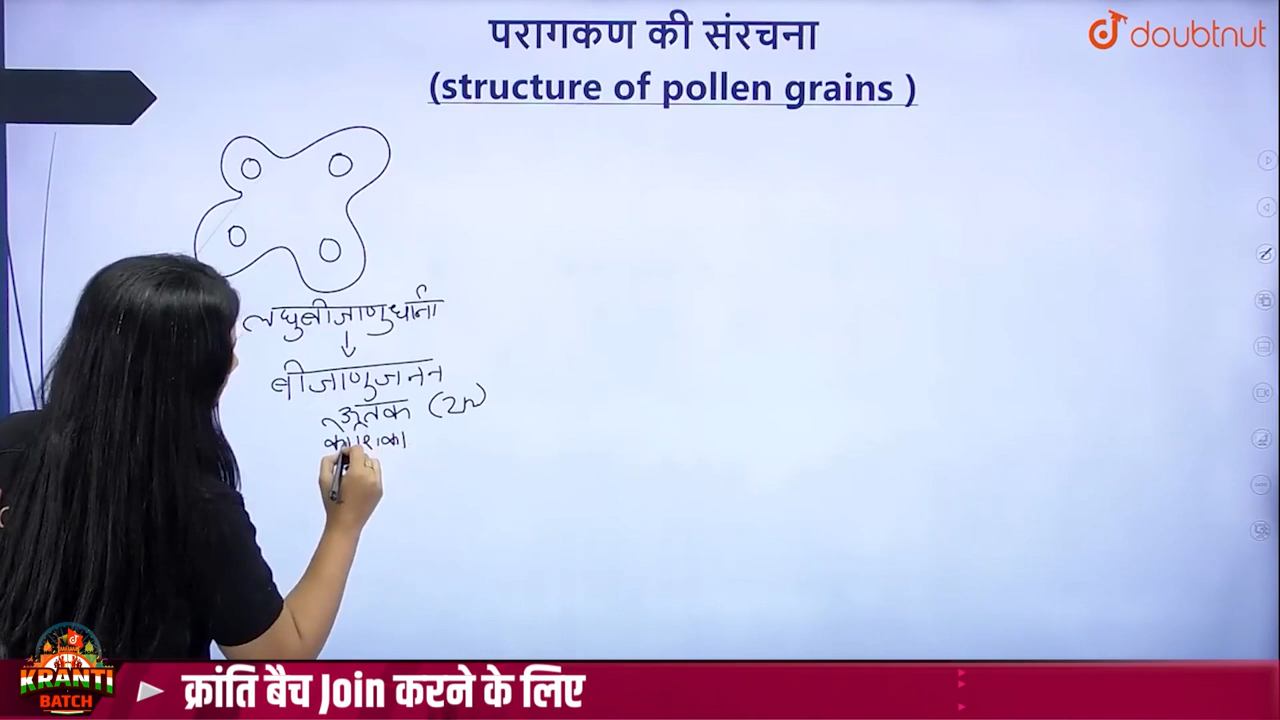 परागकण की संरचना
doubtnut
(structure of pollen grains )
लघुबीजाणुधानी
बीजाणुजनन
ऊतक (2n)
कोशिका
KRANTI
BATCH
क्रांति बैच Join करने के लिए